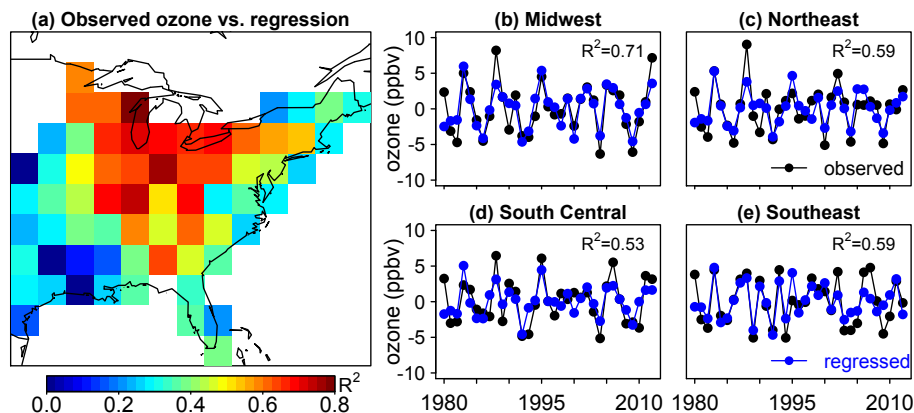 (a) Observed ozone vs. regression
R²
0.0 0.2 0.4 0.6 0.8
(b) Midwest
R²=0.71
ozone (ppbv)
10
5
0
-5
-10
(c) Northeast
R²=0.59
observed
(d) South Central
R²=0.53
ozone (ppbv)
10
5
0
-5
-10
1980 1995 2010
(e) Southeast
R²=0.59
regressed
1980 1995 2010